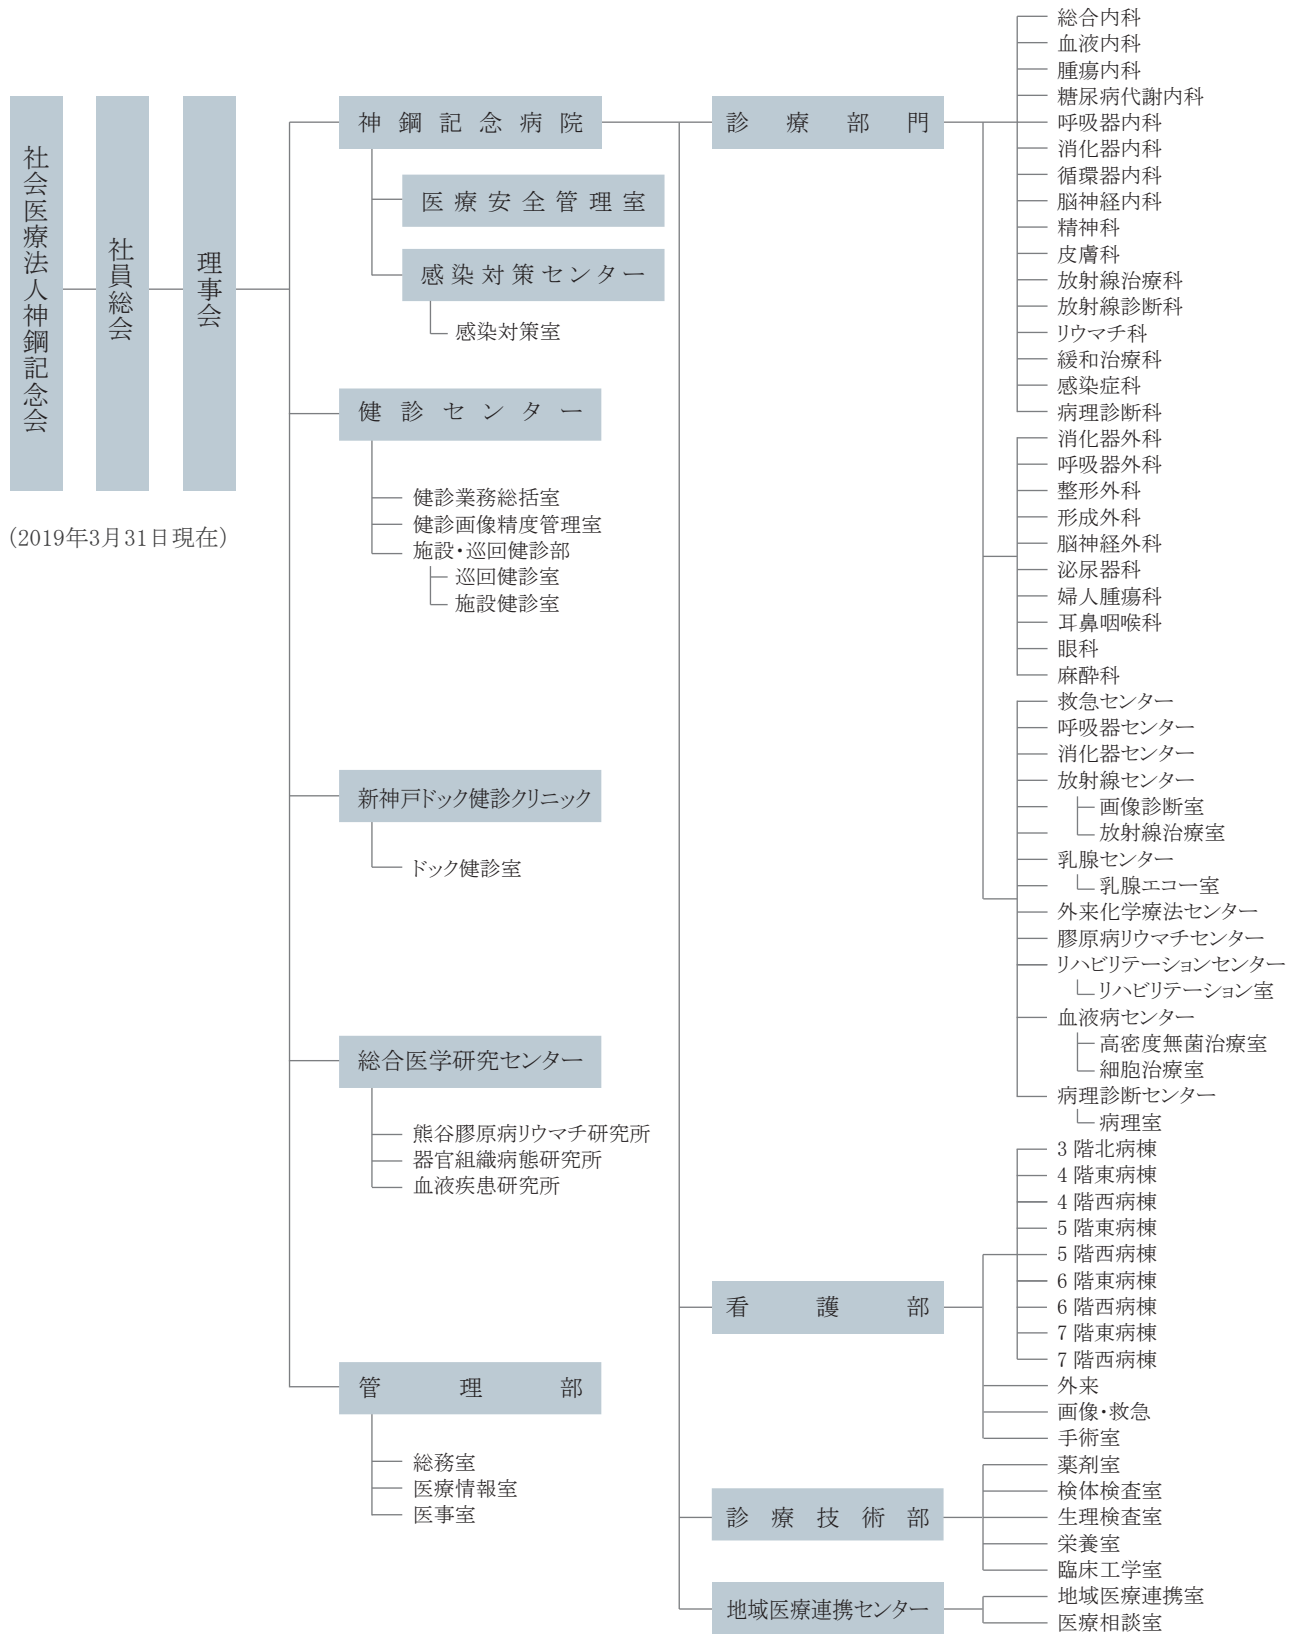 社会医療法人神鋼記念会
社員総会
理事会
(2019年3月31日現在)
神鋼記念病院
医療安全管理室
感染対策センター
感染対策室
健診センター
健診業務総括室
健診画像精度管理室
施設・巡回健診部
巡回健診室
施設健診室
新神戸ドック健診クリニック
ドック健診室
総合医学研究センター
熊谷膠原病リウマチ研究所
器官組織病態研究所
血液疾患研究所
管理部
総務室
医療情報室
医事室
診療部門
総合内科
血液内科
腫瘍内科
糖尿病代謝内科
呼吸器内科
消化器内科
循環器内科
脳神経内科
精神科
皮膚科
放射線治療科
放射線診断科
リウマチ科
緩和治療科
感染症科
病理診断科
消化器外科
呼吸器外科
整形外科
形成外科
脳神経外科
泌尿器科
婦人腫瘍科
耳鼻咽喉科
眼科
麻酔科
救急センター
呼吸器センター
消化器センター
放射線センター
画像診断室
放射線治療室
乳腺センター
乳腺エコー室
外来化学療法センター
膠原病リウマチセンター
リハビリテーションセンター
リハビリテーション室
血液病センター
高密度無菌治療室
細胞治療室
病理診断センター
病理室
看護部
3階北病棟
4階東病棟
4階西病棟
5階東病棟
5階西病棟
6階東病棟
6階西病棟
7階東病棟
7階西病棟
外来
画像・救急
手術室
診療技術部
薬剤室
検体検査室
生理検査室
栄養室
臨床工学室
地域医療連携センター
地域医療連携室
医療相談室